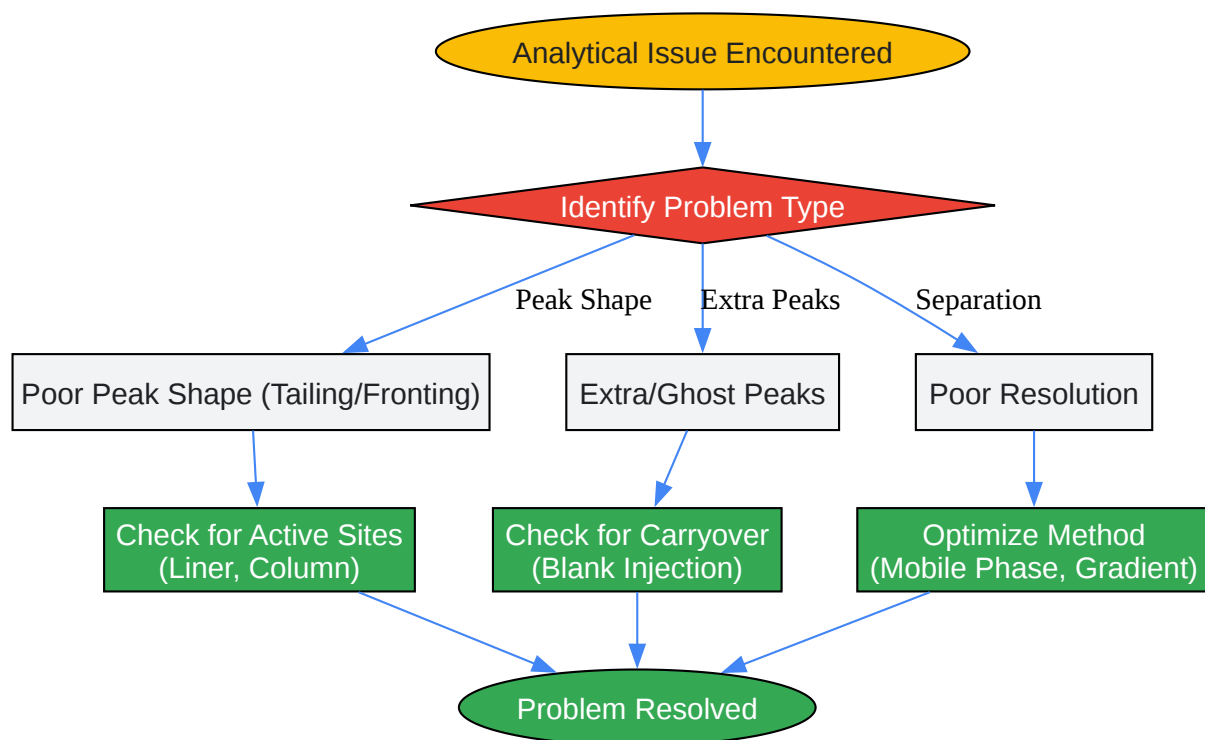 Analytical Issue Encountered
Identify Problem Type
Peak Shape
Extra Peaks
Separation
Poor Peak Shape (Tailing/Fronting)
Extra/Ghost Peaks
Poor Resolution
Check for Active Sites
(Liner, Column)
Check for Carryover
(Blank Injection)
Optimize Method
(Mobile Phase, Gradient)
Problem Resolved